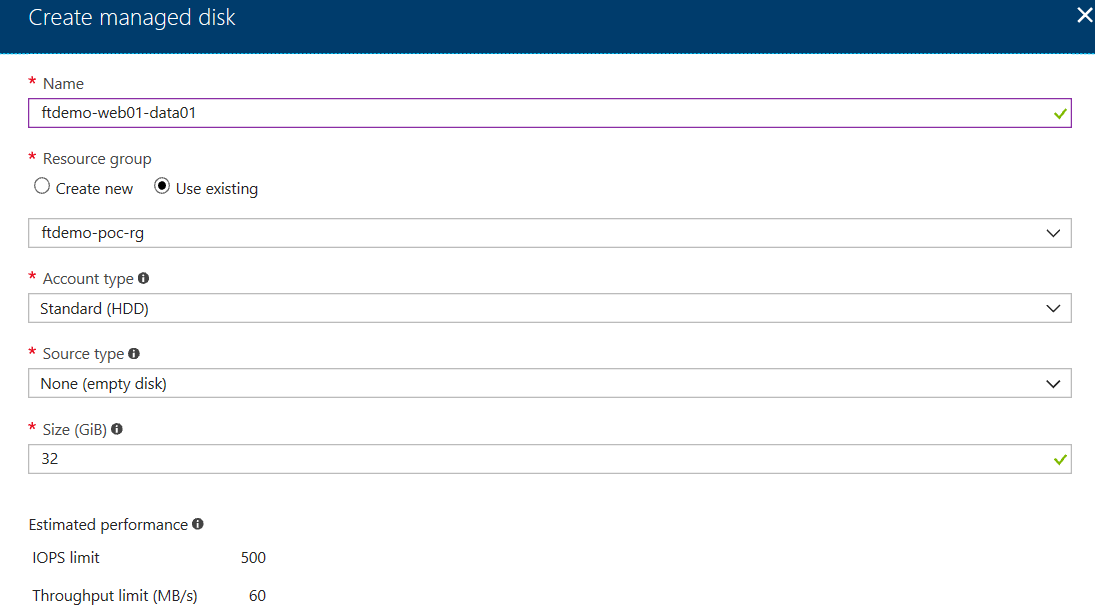 Create managed disk
* Name
ftdemo-web01-data01
* Resource group
Create new Use existing
ftdemo-poc-rg
* Account type
Standard (HDD)
* Source type
None (empty disk)
* Size (GiB)
32
Estimated performance
IOPS limit 500
Throughput limit (MB/s) 60